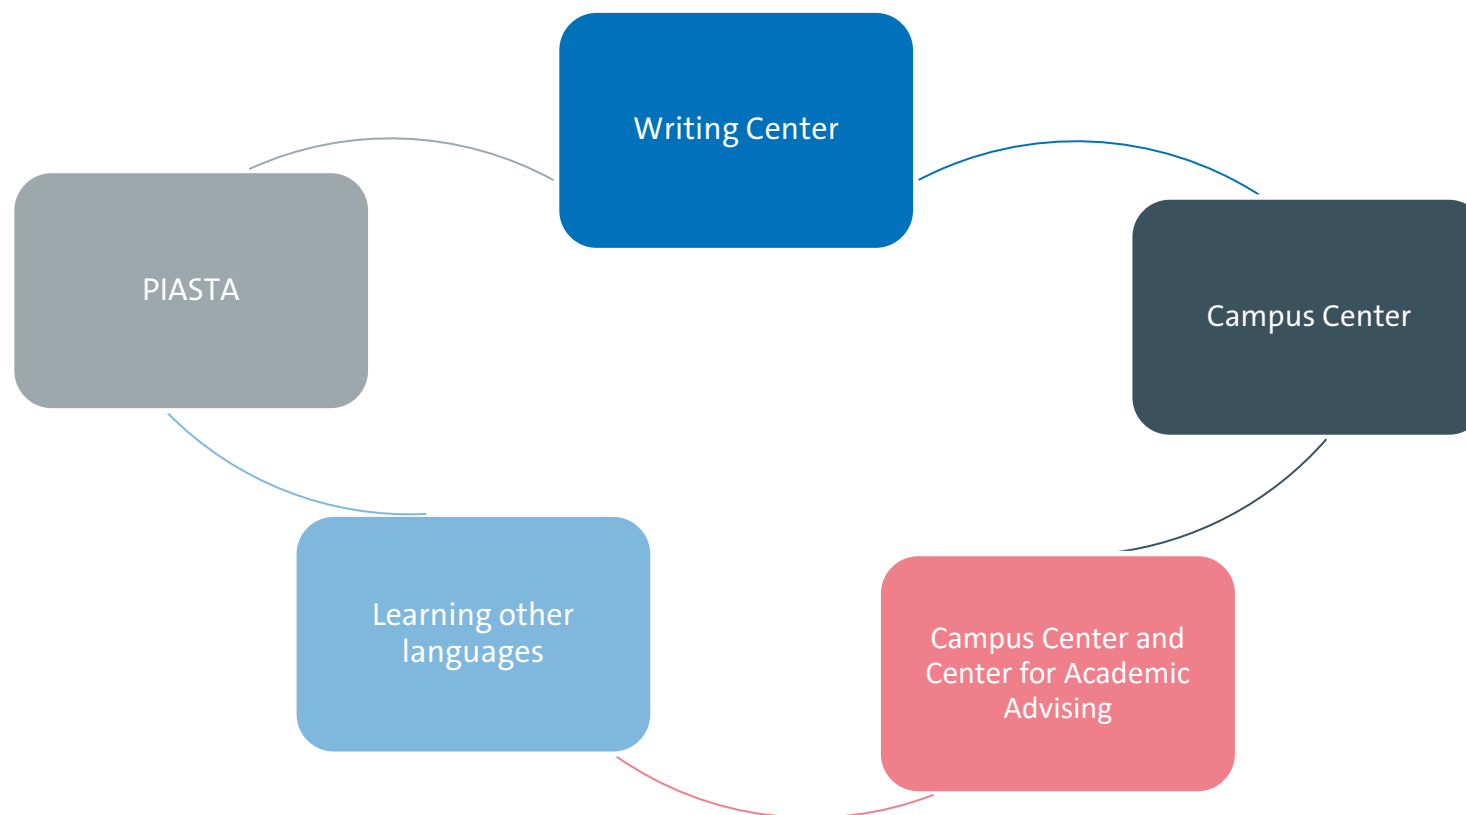 Writing Center
PIASTA
Campus Center
Learning other
languages
Campus Center and
Center for Academic
Advising